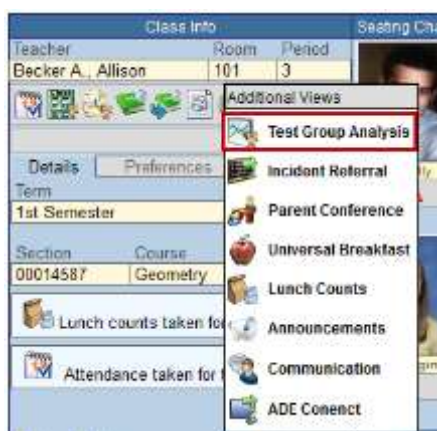 Class Info
Seating Ch
Teacher Room Period
Becker A., Allison 101 3
Additional Views
Test Group Analysis
Incident Referral
Parent Conference
Universal Breakfast
Lunch Counts
Announcements
Communication
ADE Conenct
Details Preferences
Term
1st Semester
Section Course
00014587 Geometry
Lunch counts taken fo
Attendance taken for t